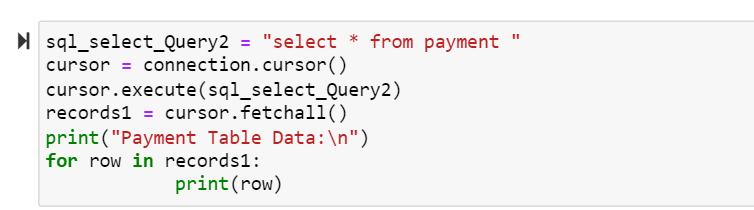 sql_select_Query2 = "select * from payment "
cursor = connection.cursor()
cursor.execute(sql_select_Query2)
records1 = cursor.fetchall()
print("Payment Table Data:\n")
for row in records1:
            print(row)